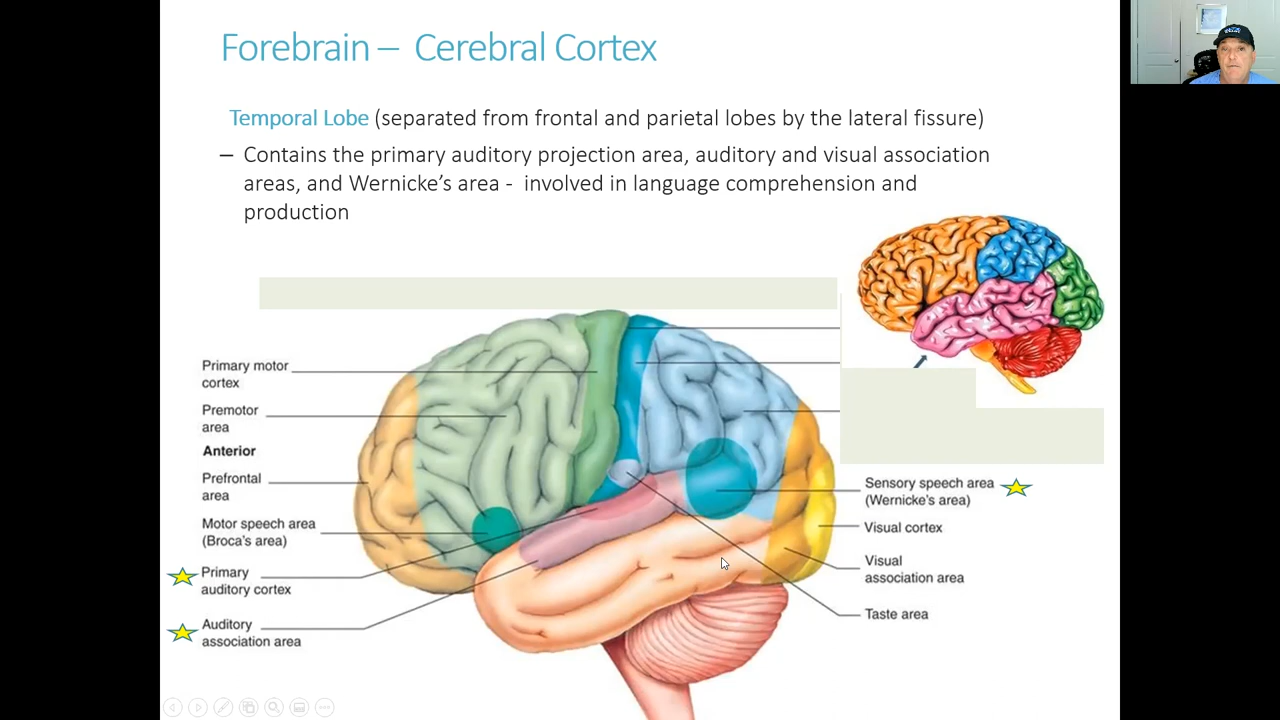 Forebrain – Cerebral Cortex
Temporal Lobe (separated from frontal and parietal lobes by the lateral fissure)
– Contains the primary auditory projection area, auditory and visual association
areas, and Wernicke’s area - involved in language comprehension and
production
Primary motor
cortex
Premotor
area
Anterior
Prefrontal
area
Motor speech area
(Broca's area)
Primary
auditory cortex
Auditory
association area
Sensory speech area
(Wernicke's area)
Visual cortex
Visual
association area
Taste area